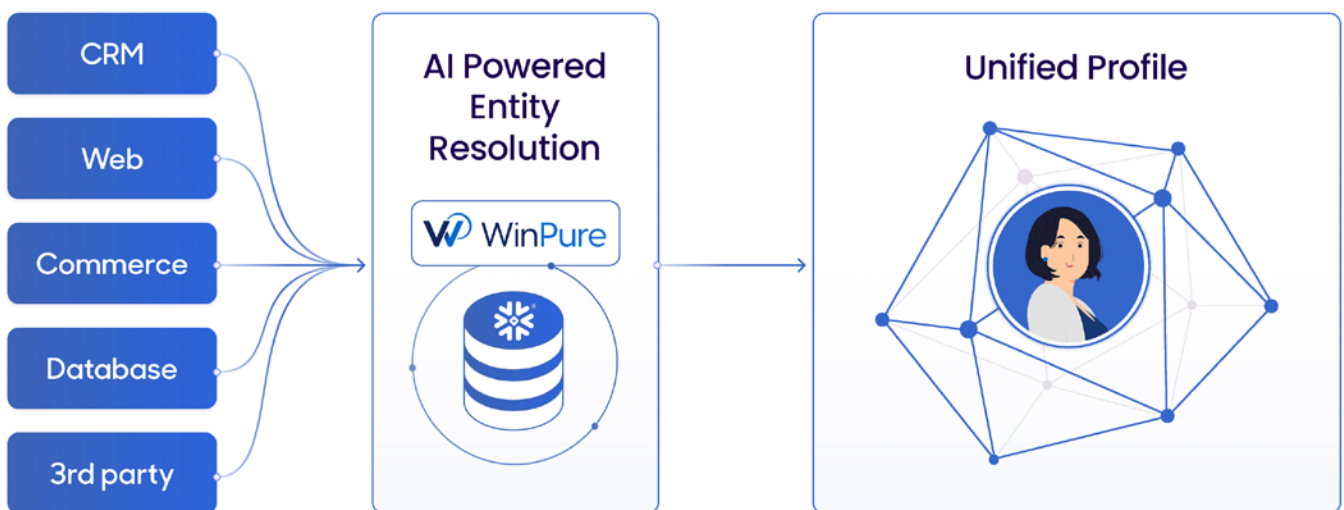 CRM
Web
Commerce
Database
3rd party
AI Powered
Entity
Resolution
WinPure
Unified Profile